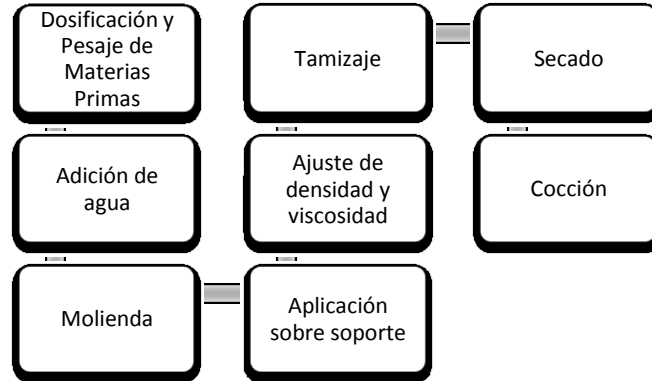 Dosificación y
Pesaje de
Materias
Primas
Adición de
agua
Molienda
Aplicación
sobre soporte
Ajuste de
densidad y
viscosidad
Tamizaje
Secado
Cocción